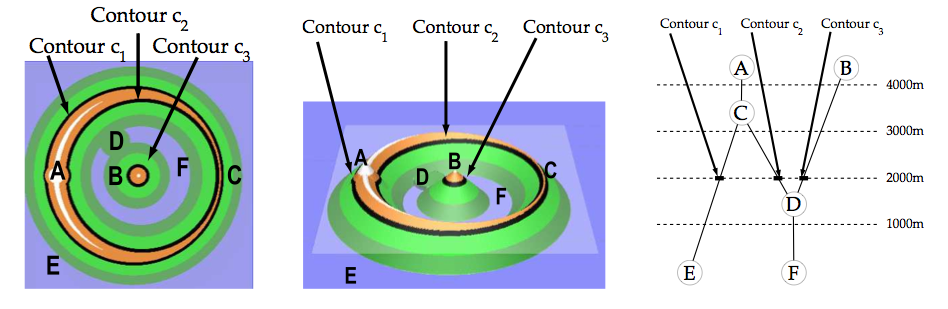 Contour c2
Contour c1 Contour c3
D
A B F C
E
Contour c1 Contour c2 Contour c3
A B C
D
F
E
Contour c1 Contour c2 Contour c3
A B
4000m
C
3000m
2000m
D
1000m
E F